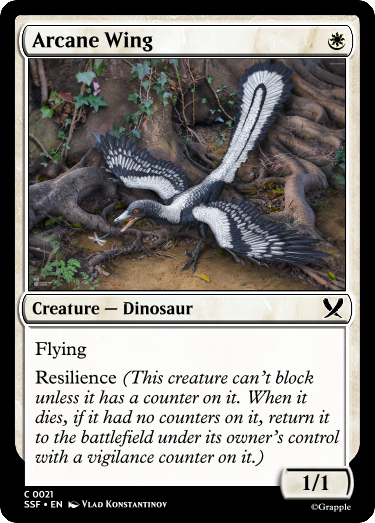 Arcane Wing
Creature — Dinosaur
Flying
Resilience (This creature can't block
unless it has a counter on it. When it
dies, if it had no counters on it, return it
to the battlefield under its owner's control
with a vigilance counter on it.)
1/1
C 0021
SSF • EN Vlad Konstantinov
©Grapple